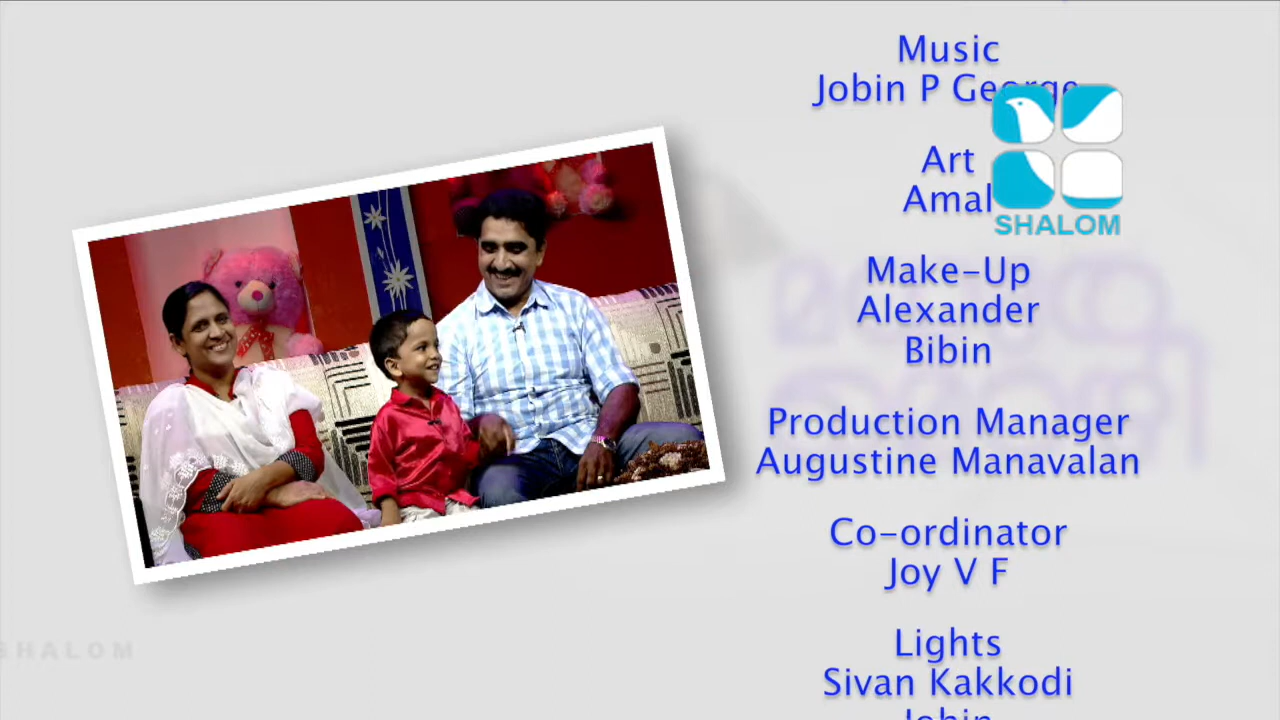 Music
Jobin P George
Art
Amal
SHALOM
Make-Up
Alexander
Bibin
Production Manager
Augustine Manavalan
Co-ordinator
Joy V F
Lights
Sivan Kakkodi
Jobin
SHALOM